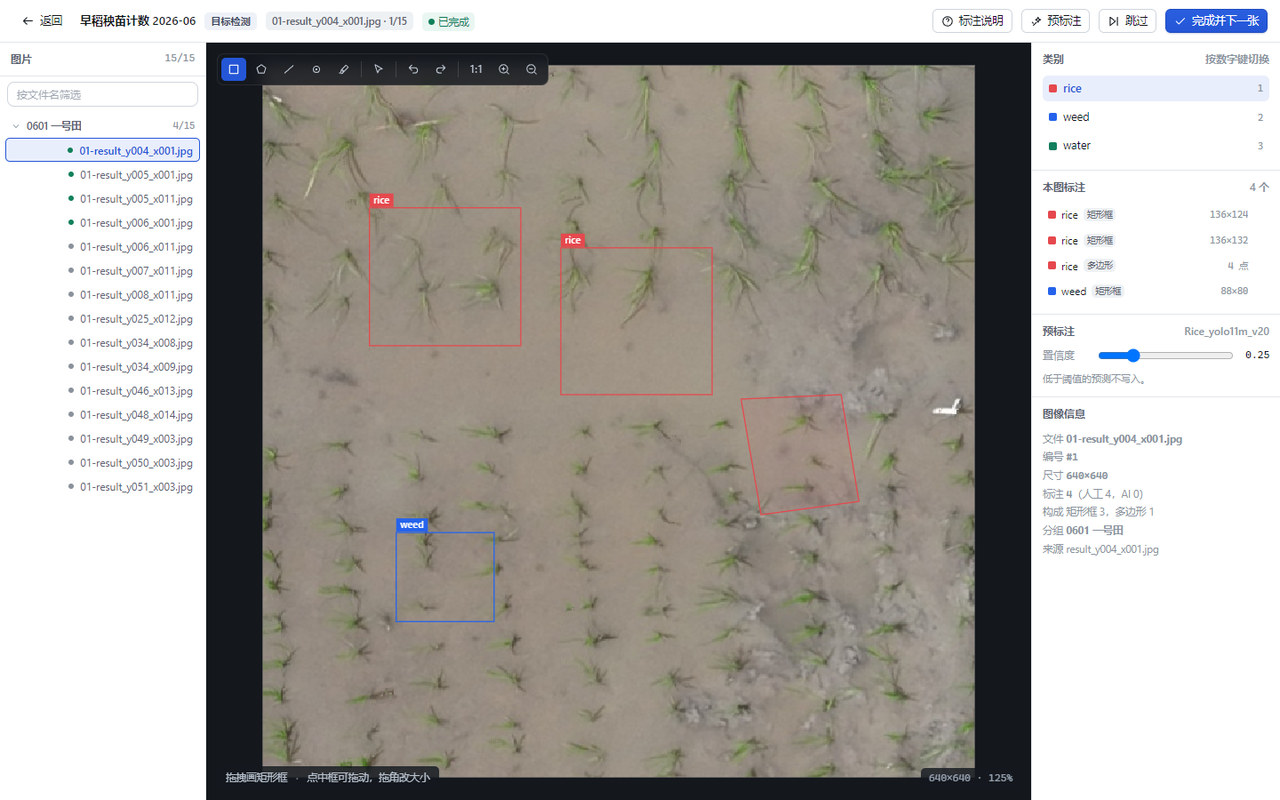 返回
早稻秧苗计数 2026-06
目标检测
01-result_y004_x001.jpg · 1/15
已完成
标注说明
预标注
跳过
完成并下一张
图片 15/15
按文件名筛选
0601 一号田 4/15
01-result_y004_x001.jpg
01-result_y005_x001.jpg
01-result_y005_x011.jpg
01-result_y006_x001.jpg
01-result_y006_x011.jpg
01-result_y007_x011.jpg
01-result_y008_x011.jpg
01-result_y025_x012.jpg
01-result_y034_x008.jpg
01-result_y034_x009.jpg
01-result_y046_x013.jpg
01-result_y048_x014.jpg
01-result_y049_x003.jpg
01-result_y050_x003.jpg
01-result_y051_x003.jpg
1:1
rice
rice
weed
拖拽画矩形框 · 点中框可拖动，拖角改大小
640×640 · 125%
类别 按数字键切换
rice 1
weed 2
water 3
本图标注 4 个
rice 矩形框 136×124
rice 矩形框 136×132
rice 多边形 4 点
weed 矩形框 88×80
预标注 Rice_yolo11m_v20
置信度 0.25
低于阈值的预测不写入。
图像信息
文件 01-result_y004_x001.jpg
编号 #1
尺寸 640×640
标注 4（人工 4，AI 0）
构成 矩形框 3，多边形 1
分组 0601 一号田
来源 result_y004_x001.jpg